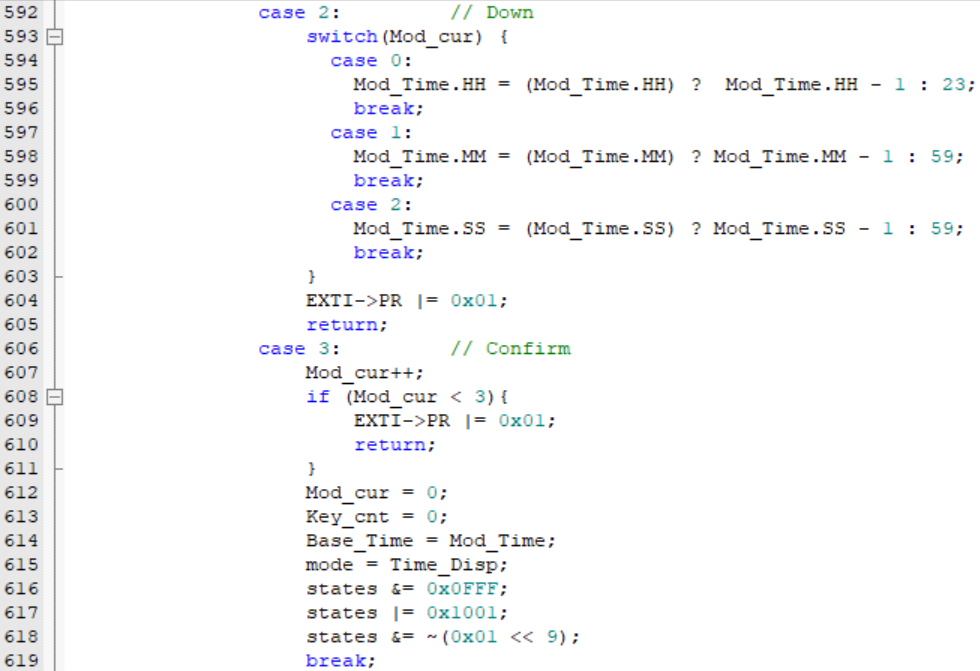 592 case 2: // Down
593 switch(Mod_cur) {
594 case 0:
595 Mod_Time.HH = (Mod_Time.HH) ? Mod_Time.HH - 1 : 23;
596 break;
597 case 1:
598 Mod_Time.MM = (Mod_Time.MM) ? Mod_Time.MM - 1 : 59;
599 break;
600 case 2:
601 Mod_Time.SS = (Mod_Time.SS) ? Mod_Time.SS - 1 : 59;
602 break;
603 }
604 EXTI->PR |= 0x01;
605 return;
606 case 3: // Confirm
607 Mod_cur++;
608 if (Mod_cur < 3){
609 EXTI->PR |= 0x01;
610 return;
611 }
612 Mod_cur = 0;
613 Key_cnt = 0;
614 Base_Time = Mod_Time;
615 mode = Time_Disp;
616 states &= 0x0FFF;
617 states |= 0x1001;
618 states &= ~(0x01 << 9);
619 break;